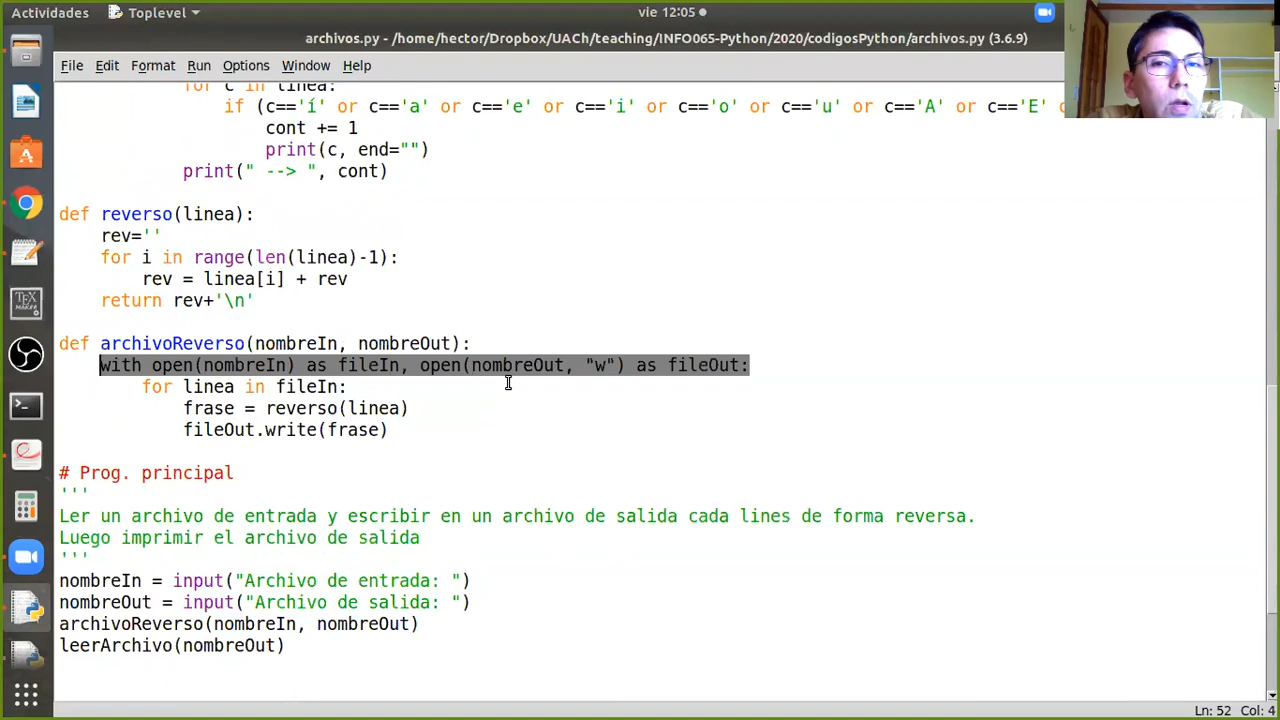 Actividades Toplevel vie 12:05
archivos.py - /home/hector/Dropbox/UACh/teaching/INFO065-Python/2020/codigosPython/archivos.py (3.6.9)
File Edit Format Run Options Window Help
for c in linea:
if (c=='í' or c=='a' or c=='e' or c=='i' or c=='o' or c=='u' or c=='A' or c=='E' o
cont += 1
print(c, end="")
print(" --> ", cont)
def reverso(linea):
rev=''
for i in range(len(linea)-1):
rev = linea[i] + rev
return rev+'\n'
def archivoReverso(nombreIn, nombreOut):
with open(nombreIn) as fileIn, open(nombreOut, "w") as fileOut:
for linea in fileIn:
frase = reverso(linea)
fileOut.write(frase)
# Prog. principal
'''
Ler un archivo de entrada y escribir en un archivo de salida cada lines de forma reversa.
Luego imprimir el archivo de salida
'''
nombreIn = input("Archivo de entrada: ")
nombreOut = input("Archivo de salida: ")
archivoReverso(nombreIn, nombreOut)
leerArchivo(nombreOut)
Ln: 52 Col: 4